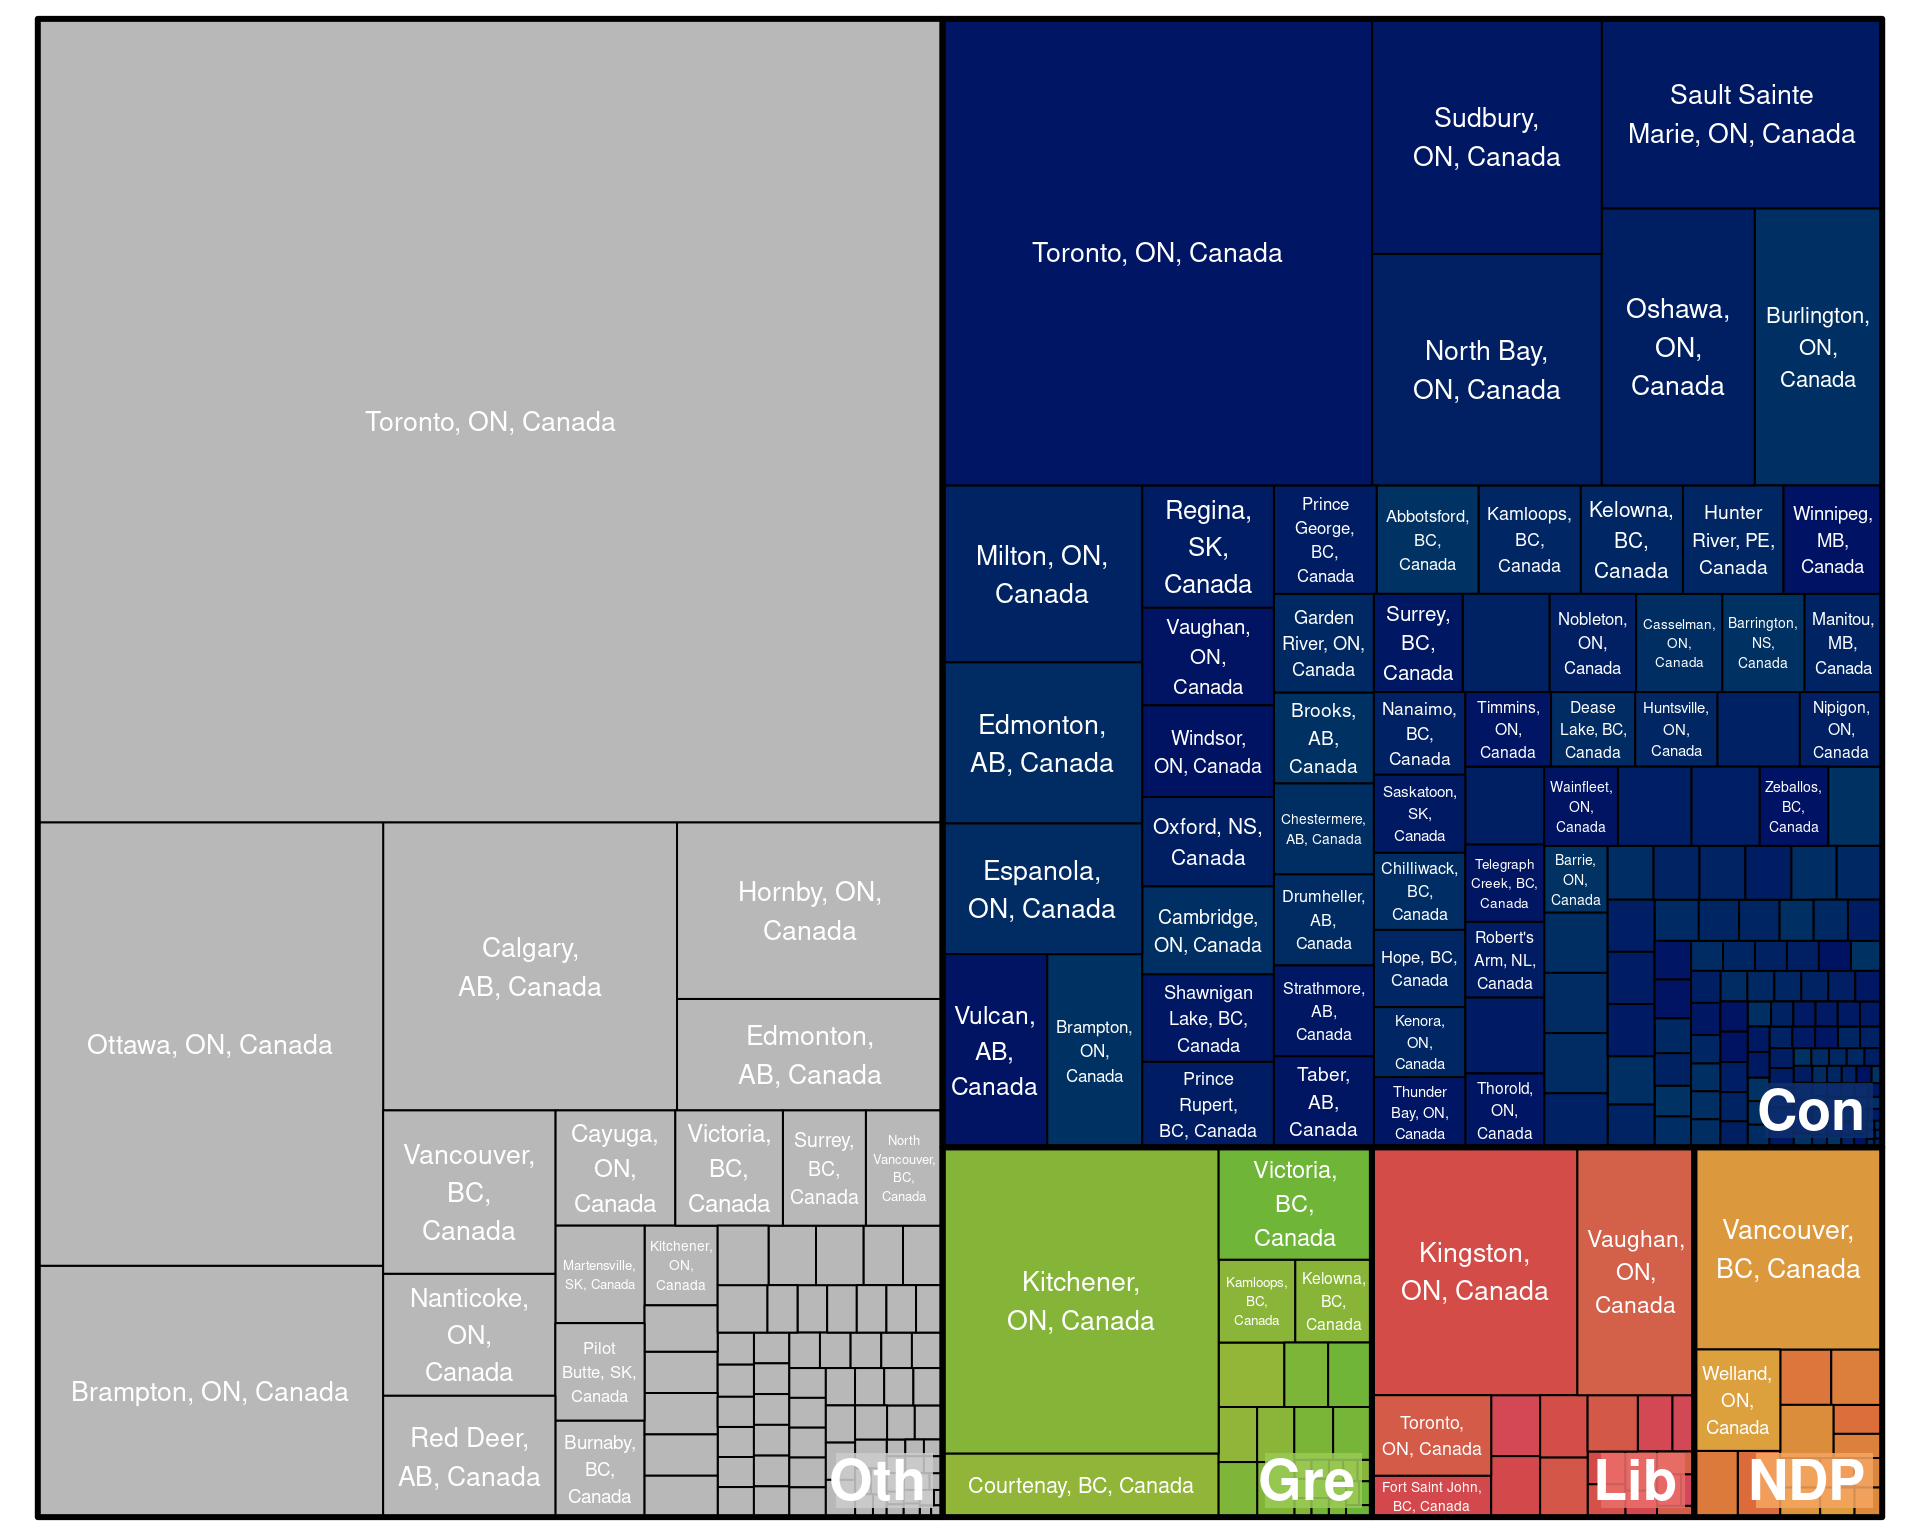 Toronto, ON, Canada
Ottawa, ON, Canada
Brampton, ON, Canada
Calgary,
AB, Canada
Hornby, ON,
Canada
Edmonton,
AB, Canada
Vancouver,
BC,
Canada
Nanticoke,
ON,
Canada
Red Deer,
AB, Canada
Cayuga,
ON,
Canada
Victoria,
BC,
Canada
Surrey,
BC,
Canada
North
Vancouver,
BC,
Canada
Martensville,
SK, Canada
Kitchener,
ON,
Canada
Pilot
Butte, SK,
Canada
Burnaby,
BC,
Canada
Oth
Toronto, ON, Canada
Sudbury,
ON, Canada
North Bay,
ON, Canada
Sault Sainte
Marie, ON, Canada
Oshawa,
ON,
Canada
Burlington,
ON,
Canada
Milton, ON,
Canada
Edmonton,
AB, Canada
Espanola,
ON, Canada
Vulcan,
AB,
Canada
Brampton,
ON,
Canada
Regina,
SK,
Canada
Vaughan,
ON,
Canada
Windsor,
ON, Canada
Oxford, NS,
Canada
Cambridge,
ON, Canada
Shawnigan
Lake, BC,
Canada
Prince
Rupert,
BC, Canada
Prince
George,
BC,
Canada
Garden
River, ON,
Canada
Brooks,
AB,
Canada
Chestermere,
AB, Canada
Drumheller,
AB,
Canada
Strathmore,
AB,
Canada
Taber,
AB,
Canada
Abbotsford,
BC,
Canada
Kamloops,
BC,
Canada
Kelowna,
BC,
Canada
Hunter
River, PE,
Canada
Winnipeg,
MB,
Canada
Surrey,
BC,
Canada
Nobleton,
ON,
Canada
Casselman,
ON,
Canada
Barrington,
NS,
Canada
Manitou,
MB,
Canada
Nanaimo,
BC,
Canada
Timmins,
ON,
Canada
Dease
Lake, BC,
Canada
Huntsville,
ON,
Canada
Nipigon,
ON,
Canada
Saskatoon,
SK,
Canada
Wainfleet,
ON,
Canada
Zeballos,
BC,
Canada
Chilliwack,
BC,
Canada
Telegraph
Creek, BC,
Canada
Barrie,
ON,
Canada
Hope, BC,
Canada
Robert's
Arm, NL,
Canada
Kenora,
ON,
Canada
Thunder
Bay, ON,
Canada
Thorold,
ON,
Canada
Con
Kitchener,
ON, Canada
Courtenay, BC, Canada
Victoria,
BC,
Canada
Kamloops,
BC,
Canada
Kelowna,
BC,
Canada
Gre
Kingston,
ON, Canada
Vaughan,
ON,
Canada
Toronto,
ON, Canada
Fort Saint John,
BC, Canada
Lib
Vancouver,
BC, Canada
Welland,
ON,
Canada
NDP